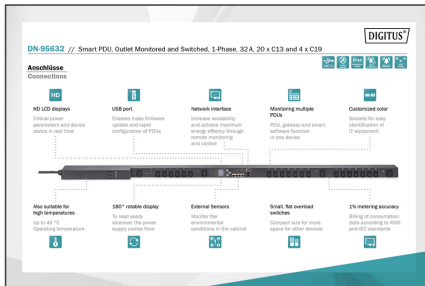 DIGITUS®
DN-95632 // Smart PDU, Outlet Monitored and Switched, 1-Phase, 32 A, 20 x C13 and 4 x C19
Anschlüsse
Connections
HD
HD LCD displays
Critical power
parameters and device
status in real time
USB port
Enables mass firmware
update and rapid
configuration of PDUs
Network interface
Increase availability
and achieve maximum
energy effiency through
remote monitoring
and control
Monitoring multiple
PDUs
PDU, gateway and smart
software function
in one device
Customized color
Sockets for easy
identification of
IT equipment
Also suitable for
high temperatures
Up to 45 °C
Operating temperature
180° rotable display
To read easily
wherever the power
supply comes from
External Sensors
Monitor the
environmental
conditions in the cabinet
Small, flat overload
switches
Compact size for more
space for other devices
1% metering accuracy
Billing of consumption
data according to ANSI
and IEC standards.